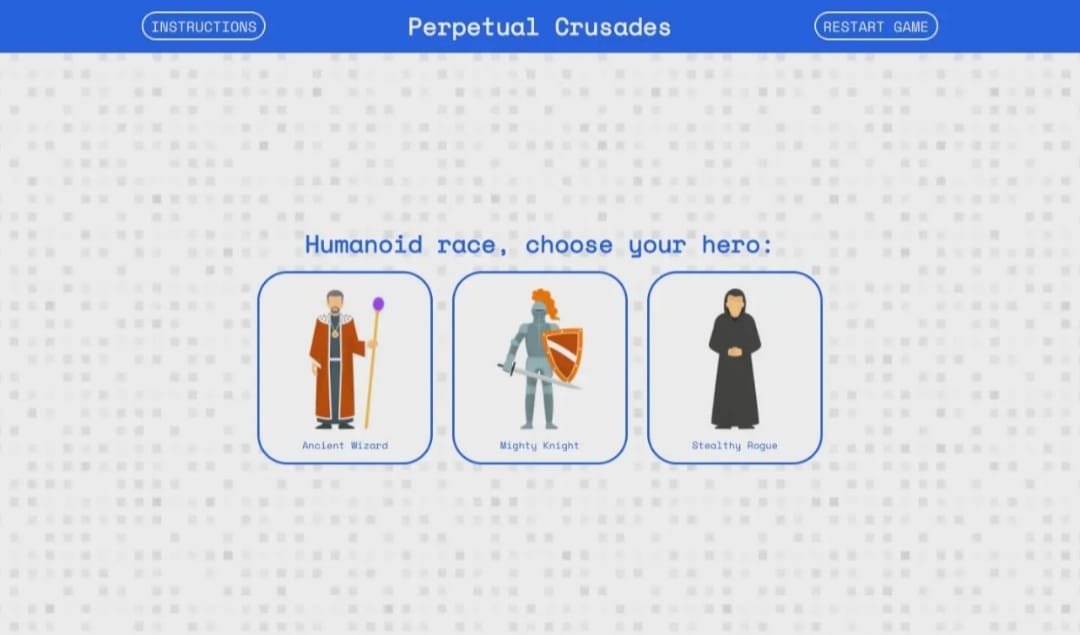 INSTRUCTIONS
Perpetual Crusades
RESTART GAME
Humanoid race, choose your hero:
Ancient Wizard
Mighty Knight
Stealthy Rogue